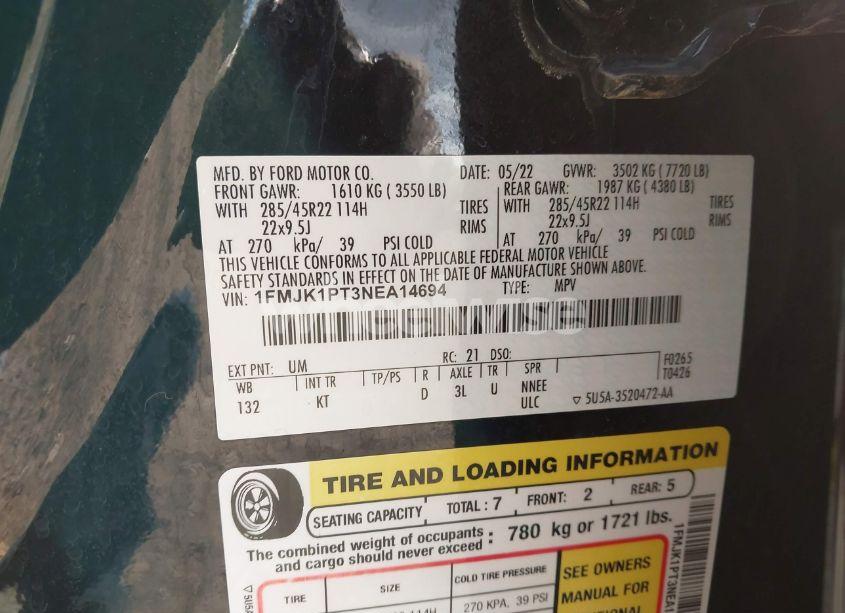 MFD. BY FORD MOTOR CO. DATE: 05/22 GVWR: 3502 KG ( 7720 LB)
FRONT GAWR: 1610 KG ( 3550 LB) REAR GAWR: 1987 KG ( 4380 LB)
WITH 285/45R22 114H TIRES WITH 285/45R22 114H TIRES
22x9.5J RIMS 22x9.5J RIMS
AT 270 kPa/ 39 PSI COLD AT 270 kPa/ 39 PSI COLD
THIS VEHICLE CONFORMS TO ALL APPLICABLE FEDERAL MOTOR VEHICLE
SAFETY STANDARDS IN EFFECT ON THE DATE OF MANUFACTURE SHOWN ABOVE.
VIN: 1FMJK1PT3NEA14694 TYPE: MPV
EXT PNT: UM RC: 21 DSO: F0265
WB INT TR TP/PS R AXLE TR SPR T0426
132 KT D 3L U NNEE
ULC 5U5A-3520472-AA
TIRE AND LOADING INFORMATION
SEATING CAPACITY TOTAL : 7 FRONT: 2 REAR: 5
The combined weight of occupants
and cargo should never exceed : 780 kg or 1721 lbs.
TIRE SIZE COLD TIRE PRESSURE SEE OWNERS
270 KPA, 39 PSI MANUAL FOR